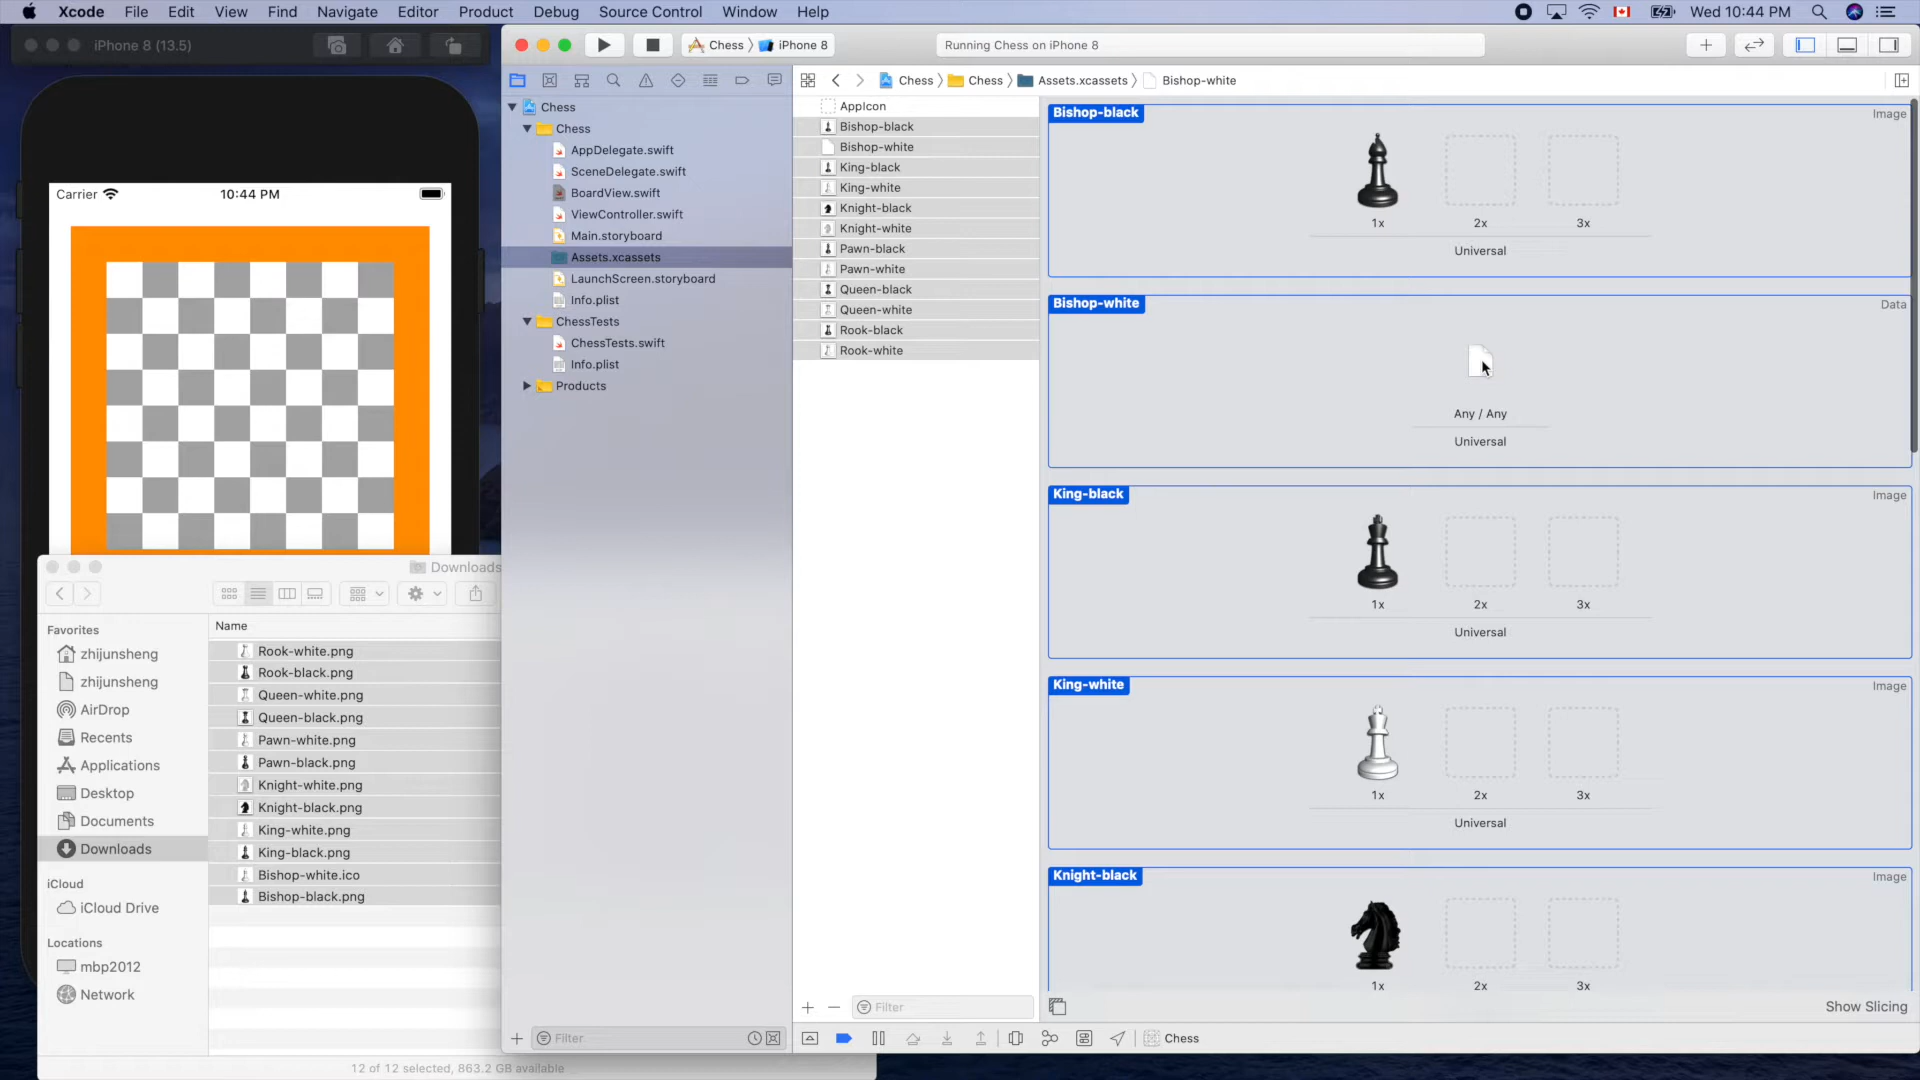 Xcode File Edit View Find Navigate Editor Product Debug Source Control Window Help
Wed 10:44 PM
iPhone 8 (13.5)
Chess iPhone 8
Running Chess on iPhone 8
Chess Chess Assets.xcassets Bishop-white
Chess
Chess
AppDelegate.swift
SceneDelegate.swift
BoardView.swift
ViewController.swift
Main.storyboard
Assets.xcassets
LaunchScreen.storyboard
Info.plist
ChessTests
ChessTests.swift
Info.plist
Products
Filter
AppIcon
Bishop-black
Bishop-white
King-black
King-white
Knight-black
Knight-white
Pawn-black
Pawn-white
Queen-black
Queen-white
Rook-black
Rook-white
Filter
Bishop-black
Image
1x 2x 3x
Universal
Bishop-white
Data
Any / Any
Universal
King-black
Image
1x 2x 3x
Universal
King-white
Image
1x 2x 3x
Universal
Knight-black
Image
1x 2x 3x
Show Slicing
Chess
Carrier 10:44 PM
Downloads
Favorites
zhijunsheng
zhijunsheng
AirDrop
Recents
Applications
Desktop
Documents
Downloads
iCloud
iCloud Drive
Locations
mbp2012
Network
Name
Rook-white.png
Rook-black.png
Queen-white.png
Queen-black.png
Pawn-white.png
Pawn-black.png
Knight-white.png
Knight-black.png
King-white.png
King-black.png
Bishop-white.ico
Bishop-black.png
12 of 12 selected, 863.2 GB available